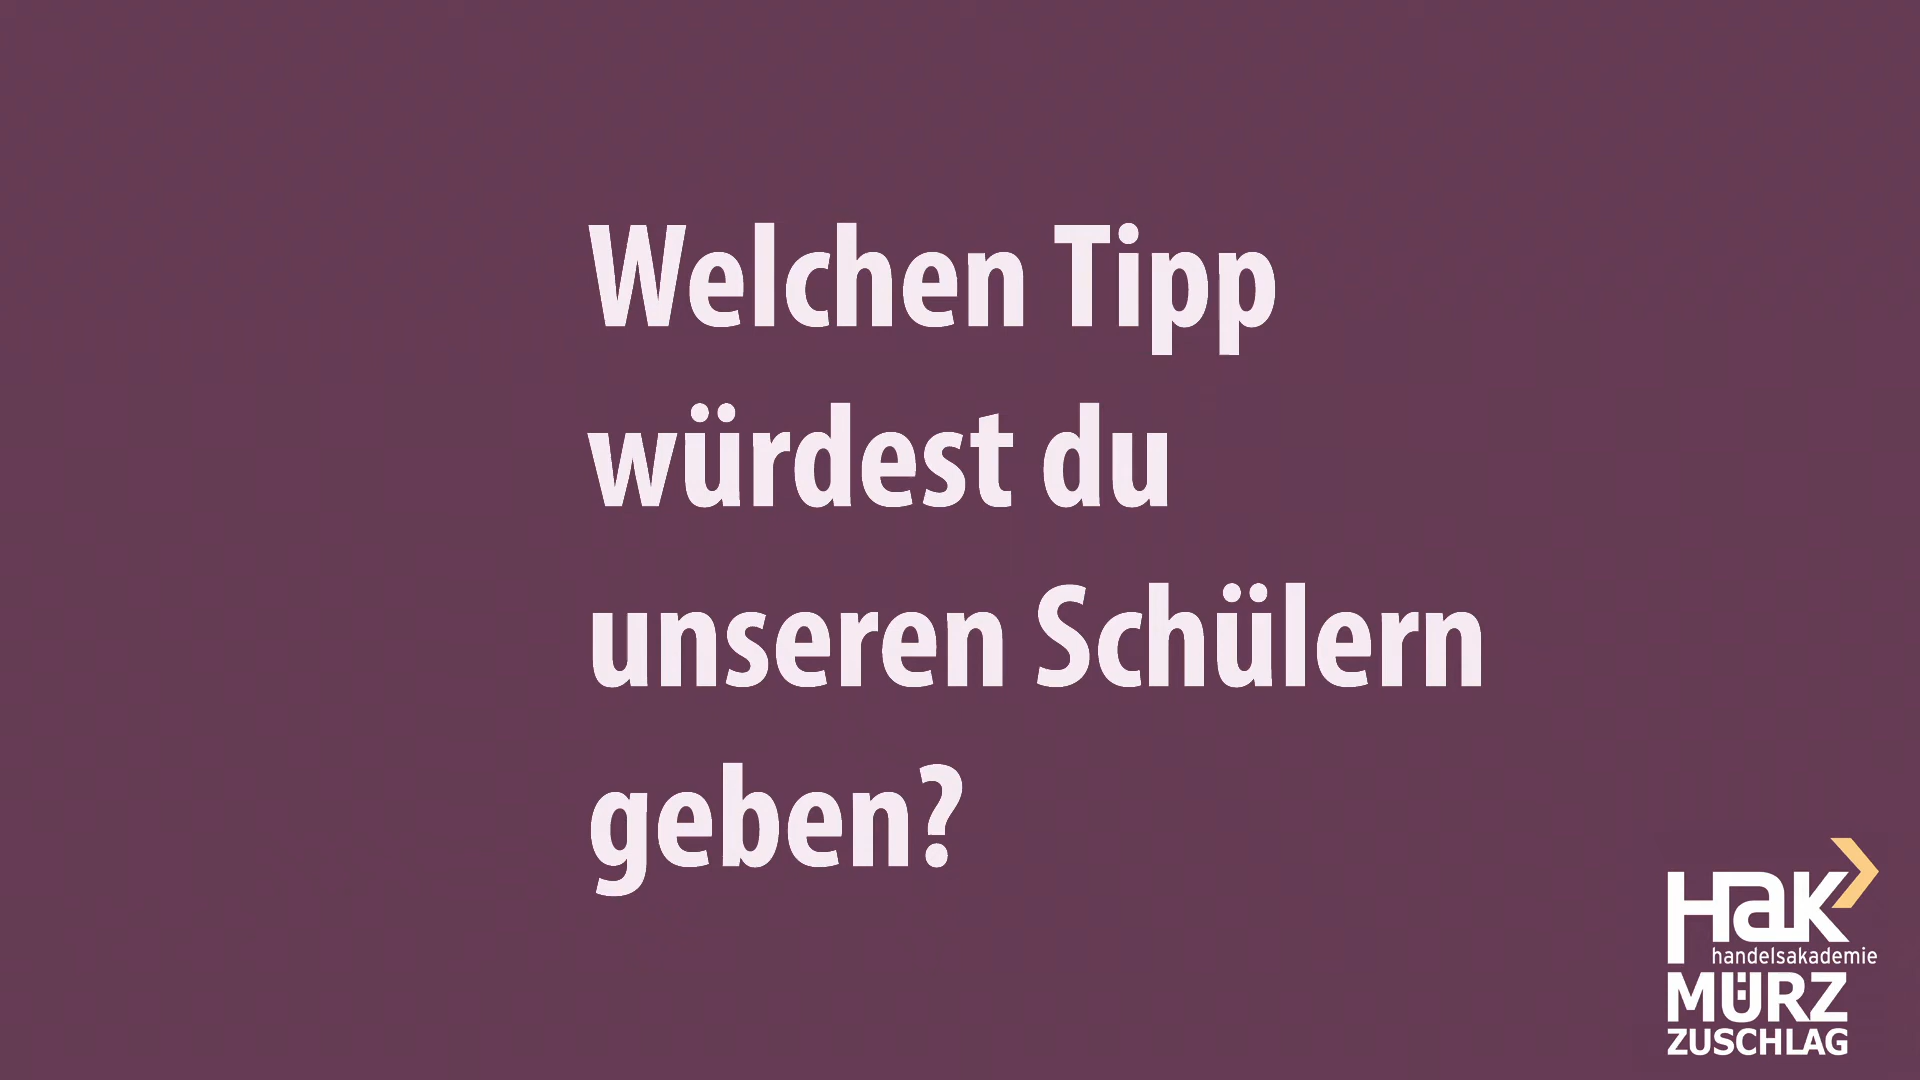 Welchen Tipp
würdest du
unseren Schülern
geben?
Hak
handelsakademie
MÜRZ
ZUSCHLAG